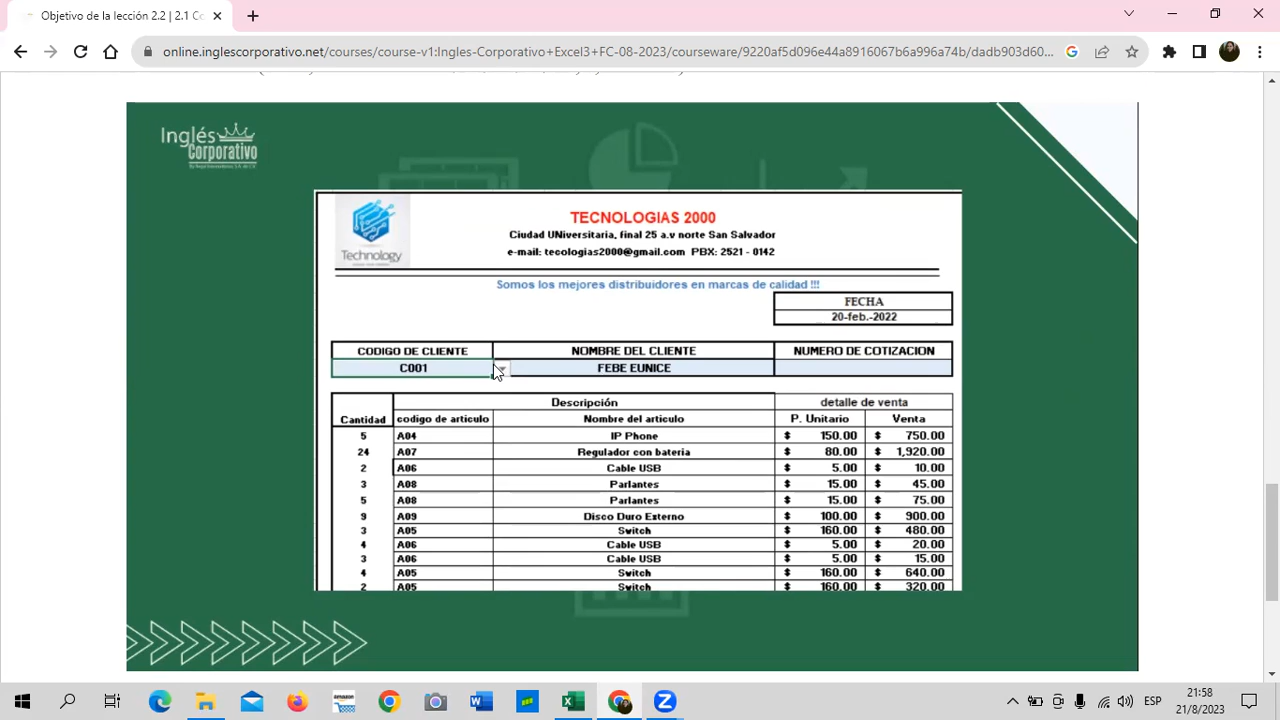 Objetivo de la lección 2.2 | 2.1 Co
online.inglescorporativo.net/courses/course-v1:Ingles-Corporativo+Excel3+FC-08-2023/courseware/9220af5d096e44a8916067b6a996a74b/dadb903d60...
Inglés
Corporativo
Technology
TECNOLOGIAS 2000
Ciudad UNiversitaria, final 25 a.v norte San Salvador
e-mail: tecologias2000@gmail.com PBX: 2521 - 0142
Somos los mejores distribuidores en marcas de calidad !!!
FECHA
20-feb.-2022
CODIGO DE CLIENTE NOMBRE DEL CLIENTE NUMERO DE COTIZACION
C001 FEBE EUNICE
Descripción detalle de venta
Cantidad codigo de articulo Nombre del articulo P. Unitario Venta
5 A04 IP Phone $ 150.00 $ 750.00
24 A07 Regulador con bateria $ 80.00 $ 1,920.00
2 A06 Cable USB $ 5.00 $ 10.00
3 A08 Parlantes $ 15.00 $ 45.00
5 A08 Parlantes $ 15.00 $ 75.00
9 A09 Disco Duro Externo $ 100.00 $ 900.00
3 A05 Switch $ 160.00 $ 480.00
4 A06 Cable USB $ 5.00 $ 20.00
3 A06 Cable USB $ 5.00 $ 15.00
4 A05 Switch $ 160.00 $ 640.00
2 A05 Switch $ 160.00 $ 320.00
amazon
ESP
21:58
21/8/2023